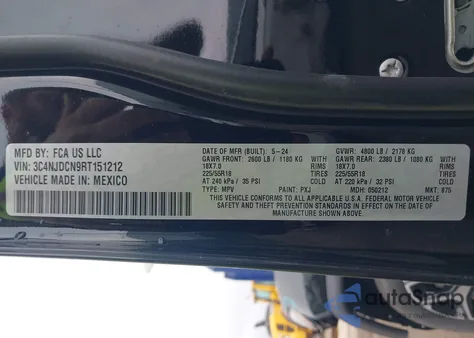 MFD BY: FCA US LLC
VIN: 3C4NJDCN9RT151212
VEHICLE MADE IN: MEXICO
DATE OF MFR (BUILT): 5-24
GVWR: 4800 LB / 2178 KG
GAWR FRONT: 2600 LB / 1180 KG
GAWR REAR: 2380 LB / 1080 KG
18X7.0 RIMS
18X7.0 RIMS
225/55R18 TIRES
225/55R18 TIRES
AT 240 kPa / 35 PSI COLD
AT 220 kPa / 32 PSI COLD
TYPE: MPV PAINT: PXJ MDH: 050212 MKT: 875
THIS VEHICLE CONFORMS TO ALL APPLICABLE U.S.A. FEDERAL MOTOR VEHICLE
SAFETY AND THEFT PREVENTION STANDARDS IN EFFECT ON THE DATE OF
MANUFACTURE SHOWN ABOVE.
autoSnap